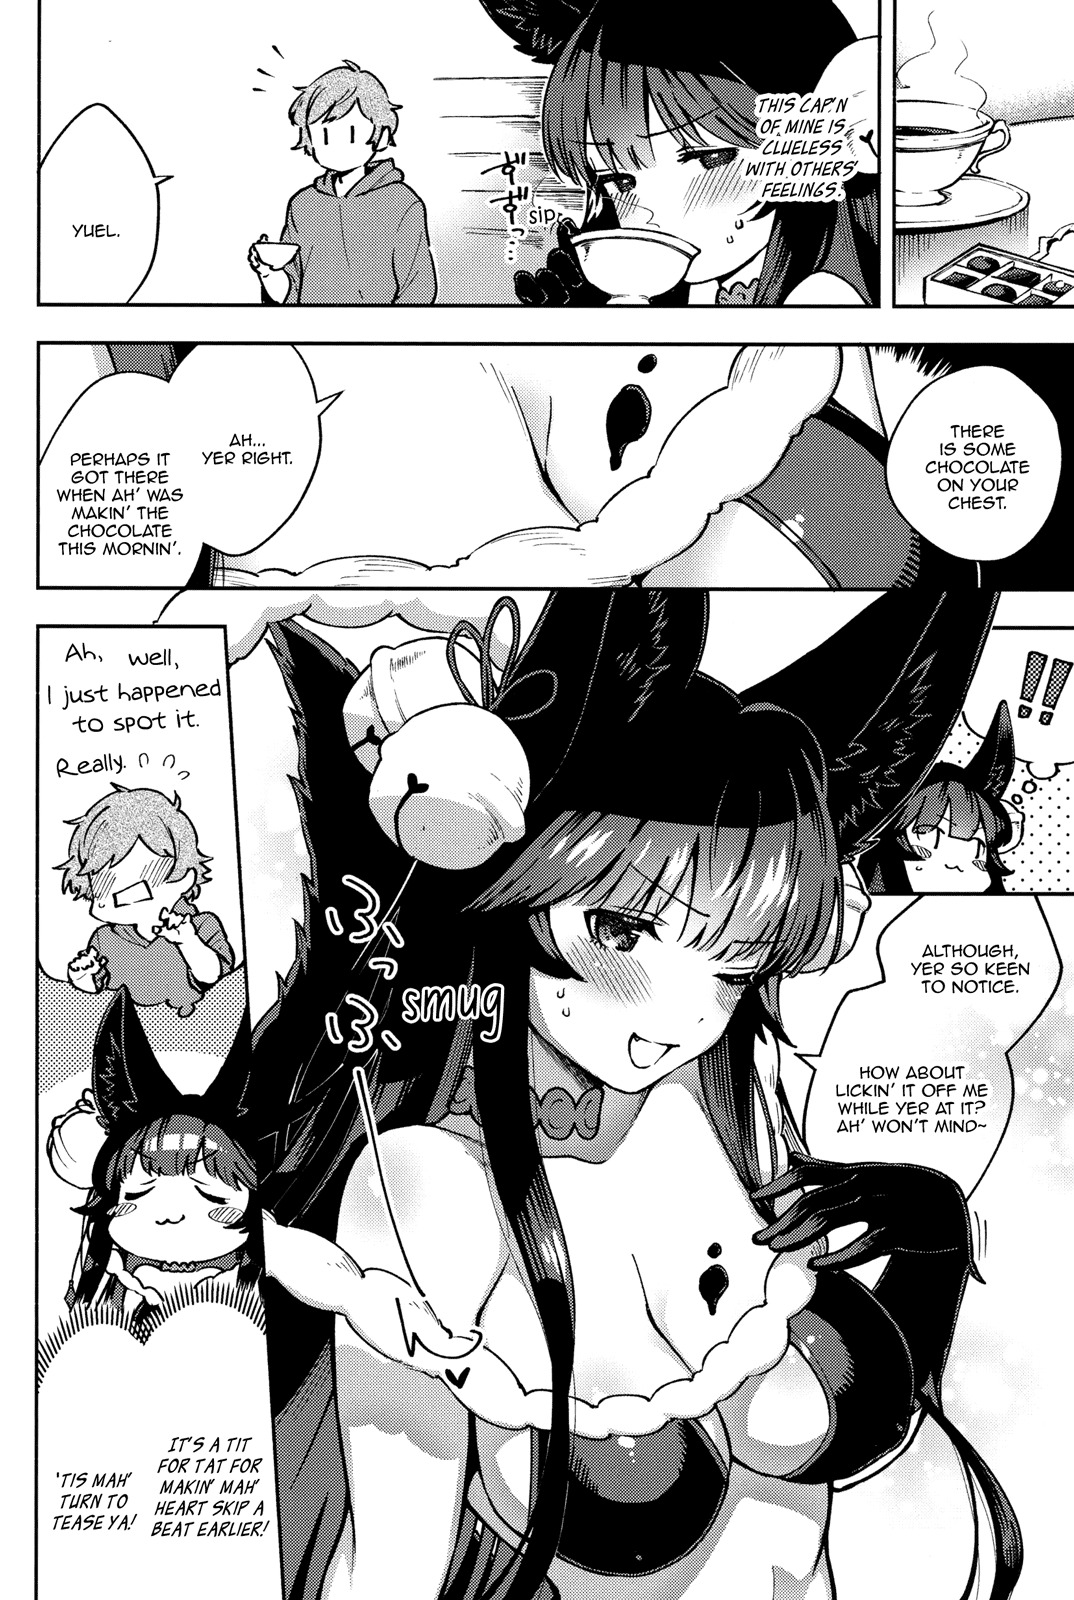 THIS CAP'N
OF MINE IS
CLUELESS
WITH OTHERS'
FEELINGS.
ずず…
sip
YUEL.
THERE
IS SOME
CHOCOLATE
ON YOUR
CHEST.
AH...
YER RIGHT.
PERHAPS IT
GOT THERE
WHEN AH' WAS
MAKIN' THE
CHOCOLATE
THIS MORNIN'.
!!
ALTHOUGH,
YER SO KEEN
TO NOTICE.
HOW ABOUT
LICKIN' IT OFF ME
WHILE YER AT IT?
AH' WON'T MIND~
ふふっ
smug
Ah, well,
I just happened
to spot it.
Really.
IT'S A TIT
FOR TAT FOR
MAKIN' MAH'
HEART SKIP A
BEAT EARLIER!
'TIS MAH'
TURN TO
TEASE YA!